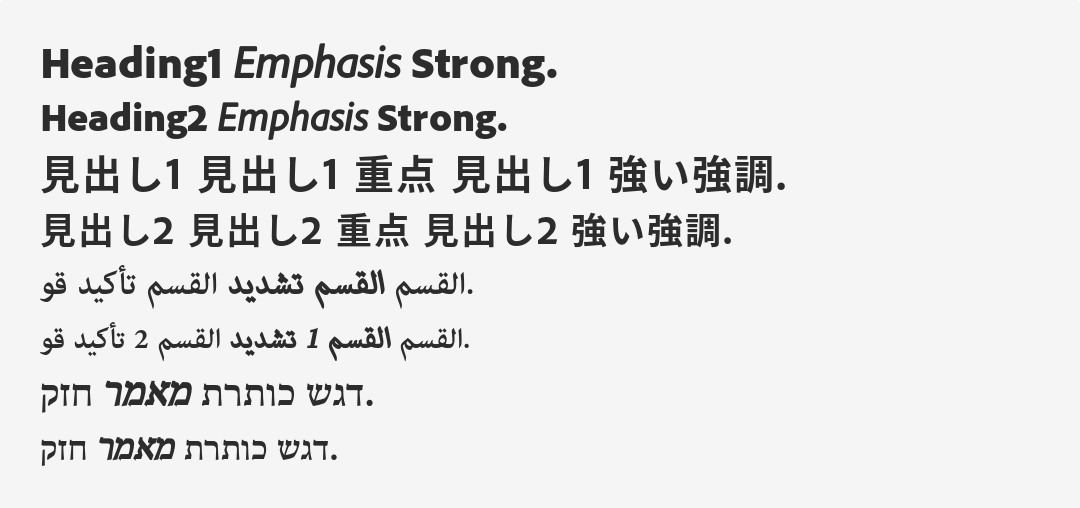 Heading1 Emphasis Strong.
Heading2 Emphasis Strong.
見出し1 見出し1 重点 見出し1 強い強調.
見出し2 見出し2 重点 見出し2 強い強調.
القسم القسم تشديد القسم تأكيد قو.
القسم القسم 1 تشديد القسم 2 تأكيد قو.
דגש כותרת מאמר חזק.
דגש כותרת מאמר חזק.